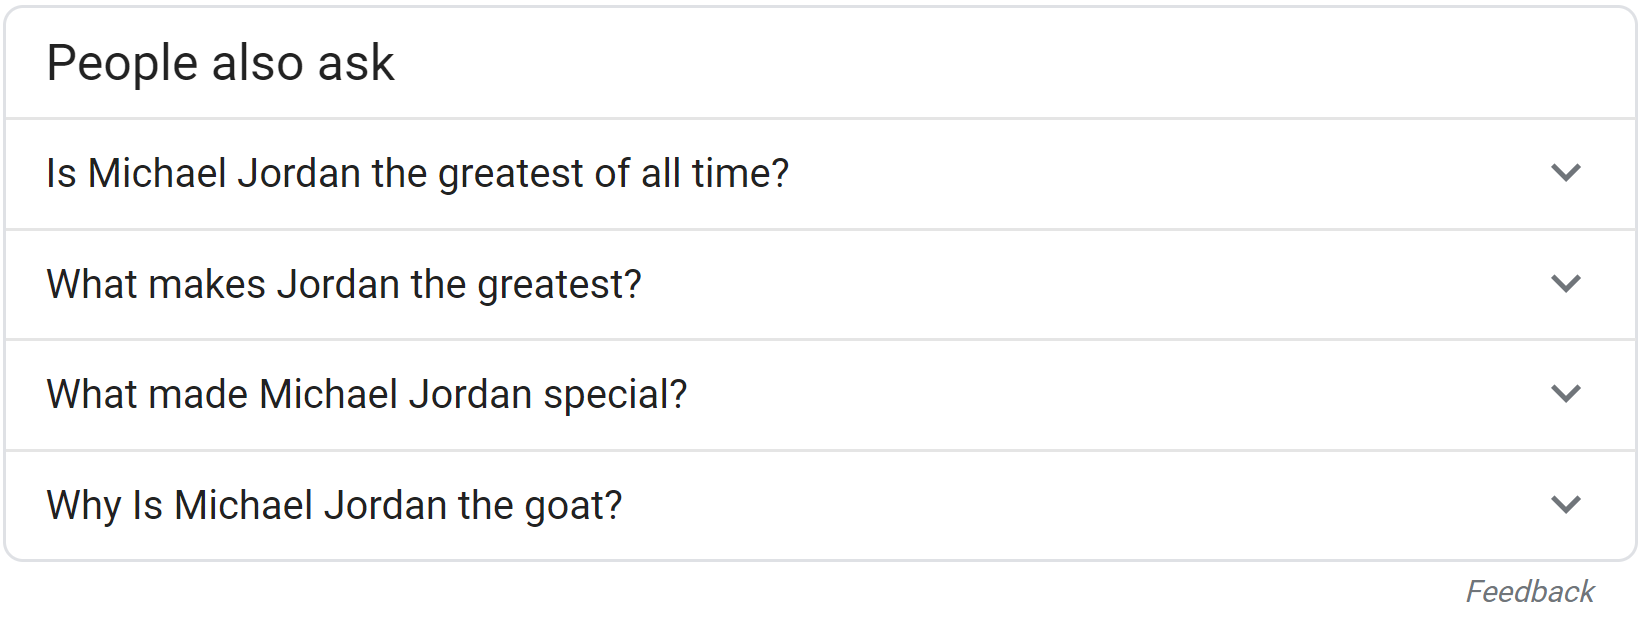 People also ask
Is Michael Jordan the greatest of all time?
What makes Jordan the greatest?
What made Michael Jordan special?
Why Is Michael Jordan the goat?
Feedback